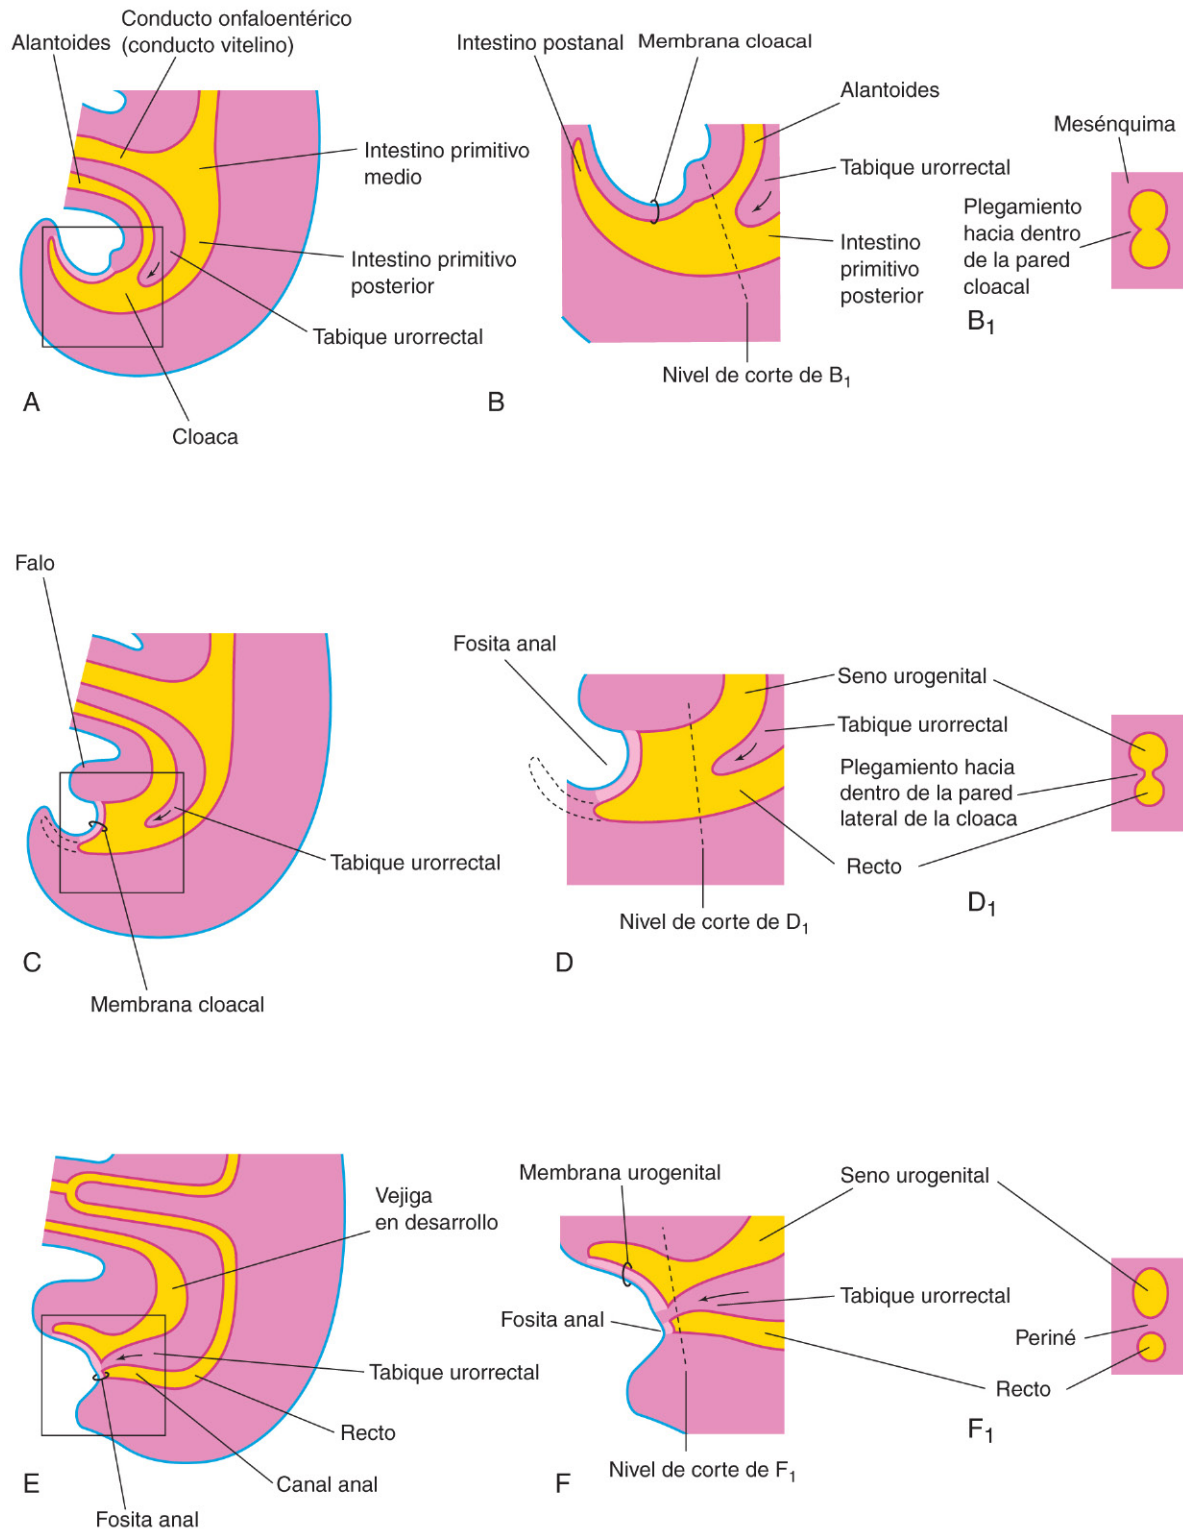 Conducto onfaloentérico
(conducto vitelino)
Alantoides
Intestino primitivo
medio
Intestino primitivo
posterior
Tabique urorrectal
Cloaca
A
Intestino postanal
Membrana cloacal
Alantoides
Tabique urorrectal
Intestino
primitivo
posterior
Nivel de corte de B1
B
Mesénquima
Plegamiento
hacia dentro
de la pared
cloacal
B1
Falo
Tabique urorrectal
Membrana cloacal
C
Fosita anal
Seno urogenital
Tabique urorrectal
Plegamiento hacia
dentro de la pared
lateral de la cloaca
Recto
Nivel de corte de D1
D
D1
Vejiga
en desarrollo
Tabique urorrectal
Recto
Canal anal
Fosita anal
E
Membrana urogenital
Seno urogenital
Fosita anal
Tabique urorrectal
Periné
Recto
Nivel de corte de F1
F
F1